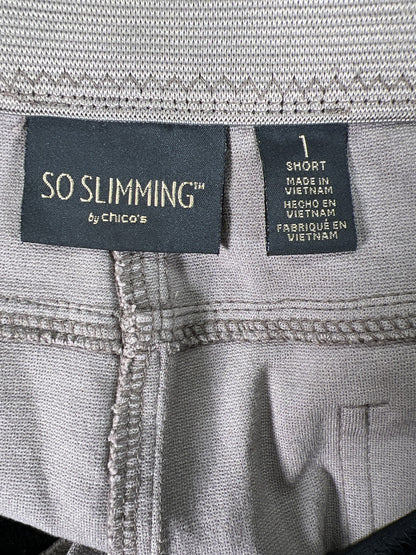 SO SLIMMING™
by chico's
1
SHORT
MADE IN
VIETNAM
HECHO EN
VIETNAM
FABRIQUÉ EN
VIETNAM